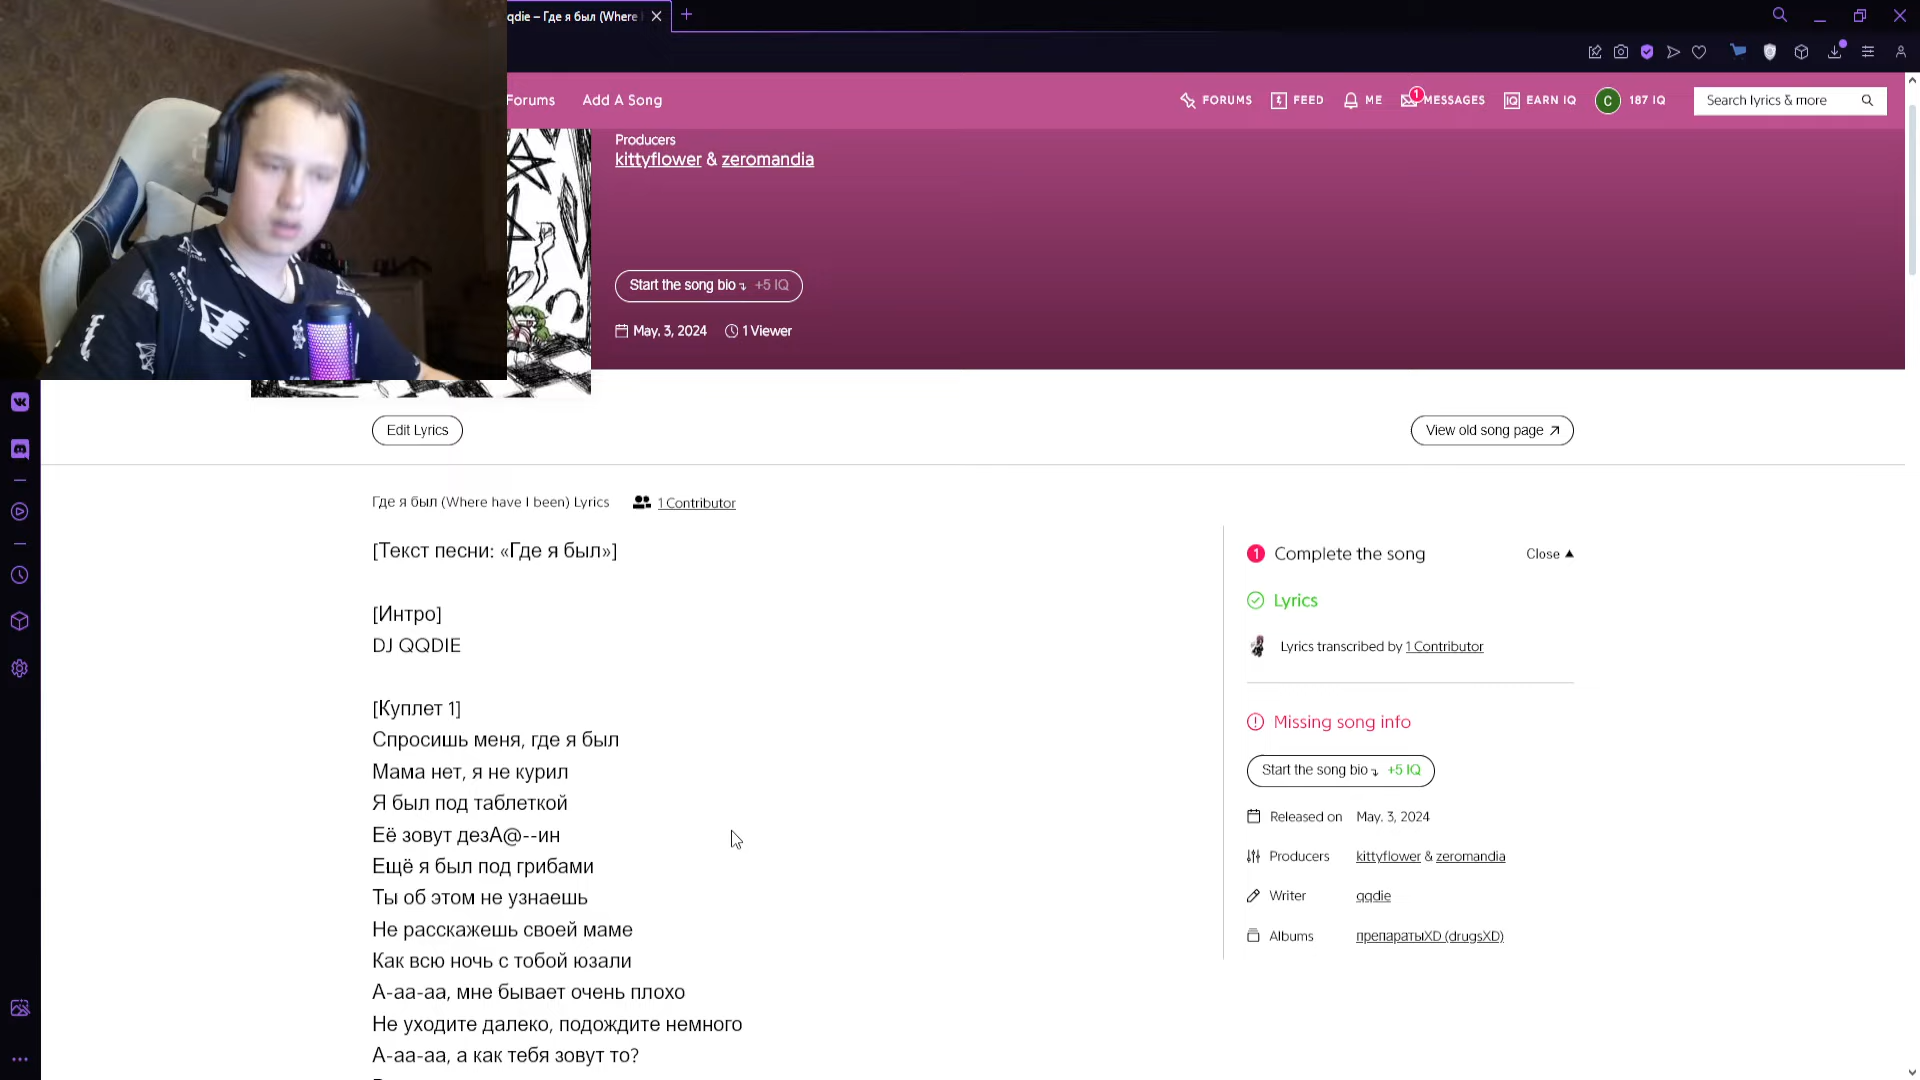 qdie – Где я был (Where
Forums
Add A Song
FORUMS
FEED
ME
1
MESSAGES
EARN IQ
C
187 IQ
Search lyrics & more
Producers
kittyflower & zeromandia
Start the song bio +5 IQ
May. 3, 2024
1 Viewer
Edit Lyrics
View old song page
Где я был (Where have I been) Lyrics
1 Contributor
[Текст песни: «Где я был»]
[Интро]
DJ QQDIE
[Куплет 1]
Спросишь меня, где я был
Мама нет, я не курил
Я был под таблеткой
Её зовут дезА@--ин
Ещё я был под грибами
Ты об этом не узнаешь
Не расскажешь своей маме
Как всю ночь с тобой юзали
А-аа-аа, мне бывает очень плохо
Не уходите далеко, подождите немного
А-аа-аа, а как тебя зовут то?
1 Complete the song
Close
Lyrics
Lyrics transcribed by 1 Contributor
Missing song info
Start the song bio +5 IQ
Released on May. 3, 2024
Producers kittyflower & zeromandia
Writer qqdie
Albums препаратыXD (drugsXD)